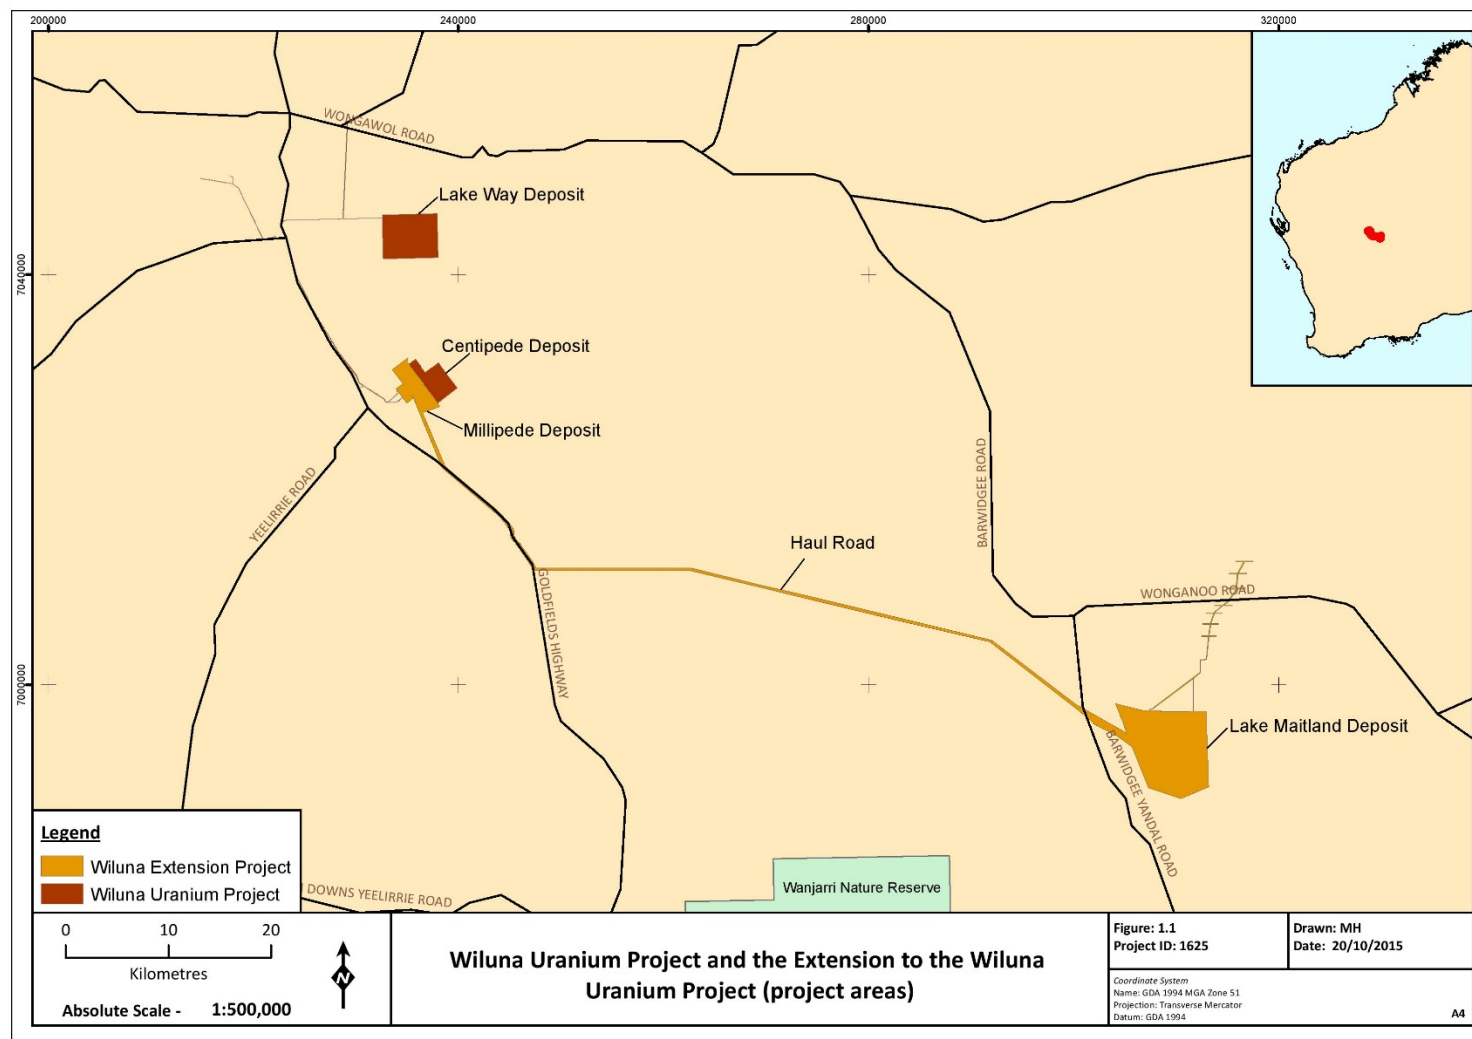 200000
240000
280000
320000
WONGAWOL ROAD
Lake Way Deposit
7040000
Centipede Deposit
Millipede Deposit
YEELIRRIE ROAD
BARWIDGEE ROAD
Haul Road
GOLDFIELDS HIGHWAY
WONGANOO ROAD
7000000
Lake Maitland Deposit
BARWIDGEE YANDAL ROAD
Wanjarri Nature Reserve
DOWNS YEELIRRIE ROAD
Legend
Wiluna Extension Project
Wiluna Uranium Project
0 10 20
Kilometres
Absolute Scale - 1:500,000
N
Wiluna Uranium Project and the Extension to the Wiluna
Uranium Project (project areas)
Figure: 1.1
Project ID: 1625
Drawn: MH
Date: 20/10/2015
Coordinate System
Name: GDA 1994 MGA Zone 51
Projection: Transverse Mercator
Datum: GDA 1994
A4